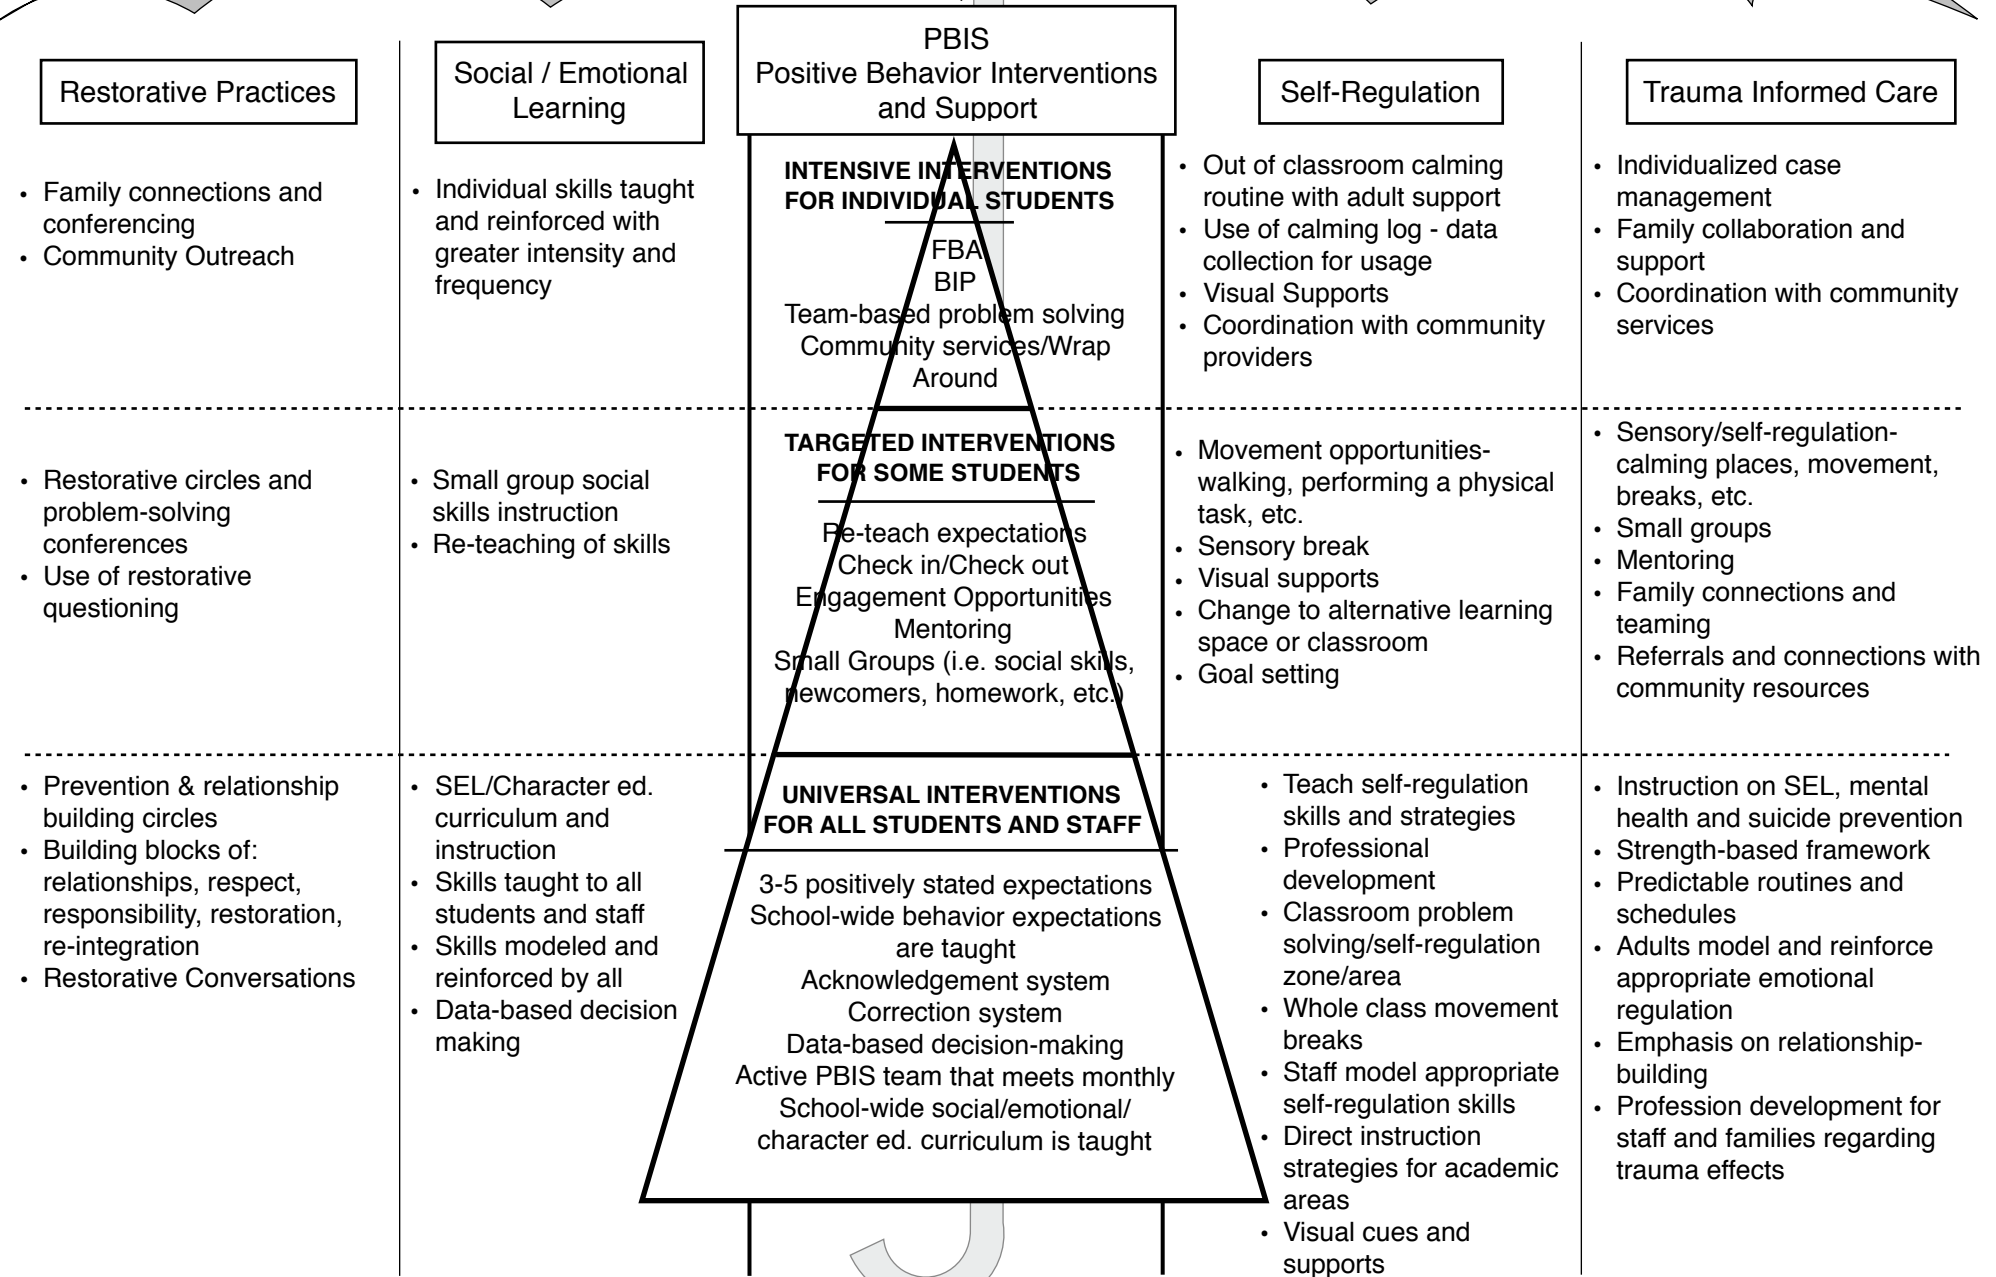 Restorative Practices
Social / Emotional
Learning
PBIS
Positive Behavior Interventions
and Support
Self-Regulation
Trauma Informed Care
• Family connections and
conferencing
• Community Outreach
• Individual skills taught
and reinforced with
greater intensity and
frequency
INTENSIVE INTERVENTIONS
FOR INDIVIDUAL STUDENTS
FBA
BIP
Team-based problem solving
Community services/Wrap
Around
• Out of classroom calming
routine with adult support
• Use of calming log - data
collection for usage
• Visual Supports
• Coordination with community
providers
• Individualized case
management
• Family collaboration and
support
• Coordination with community
services
• Restorative circles and
problem-solving
conferences
• Use of restorative
questioning
• Small group social
skills instruction
• Re-teaching of skills
TARGETED INTERVENTIONS
FOR SOME STUDENTS
Re-teach expectations
Check in/Check out
Engagement Opportunities
Mentoring
Small Groups (i.e. social skills,
newcomers, homework, etc.)
• Movement opportunities-
walking, performing a physical
task, etc.
• Sensory break
• Visual supports
• Change to alternative learning
space or classroom
• Goal setting
• Sensory/self-regulation-
calming places, movement,
breaks, etc.
• Small groups
• Mentoring
• Family connections and
teaming
• Referrals and connections with
community resources
• Prevention & relationship
building circles
• Building blocks of:
relationships, respect,
responsibility, restoration,
re-integration
• Restorative Conversations
• SEL/Character ed.
curriculum and
instruction
• Skills taught to all
students and staff
• Skills modeled and
reinforced by all
• Data-based decision
making
UNIVERSAL INTERVENTIONS
FOR ALL STUDENTS AND STAFF
3-5 positively stated expectations
School-wide behavior expectations
are taught
Acknowledgement system
Correction system
Data-based decision-making
Active PBIS team that meets monthly
School-wide social/emotional/
character ed. curriculum is taught
• Teach self-regulation
skills and strategies
• Professional
development
• Classroom problem
solving/self-regulation
zone/area
• Whole class movement
breaks
• Staff model appropriate
self-regulation skills
• Direct instruction
strategies for academic
areas
• Visual cues and
supports
• Instruction on SEL, mental
health and suicide prevention
• Strength-based framework
• Predictable routines and
schedules
• Adults model and reinforce
appropriate emotional
regulation
• Emphasis on relationship-
building
• Profession development for
staff and families regarding
trauma effects